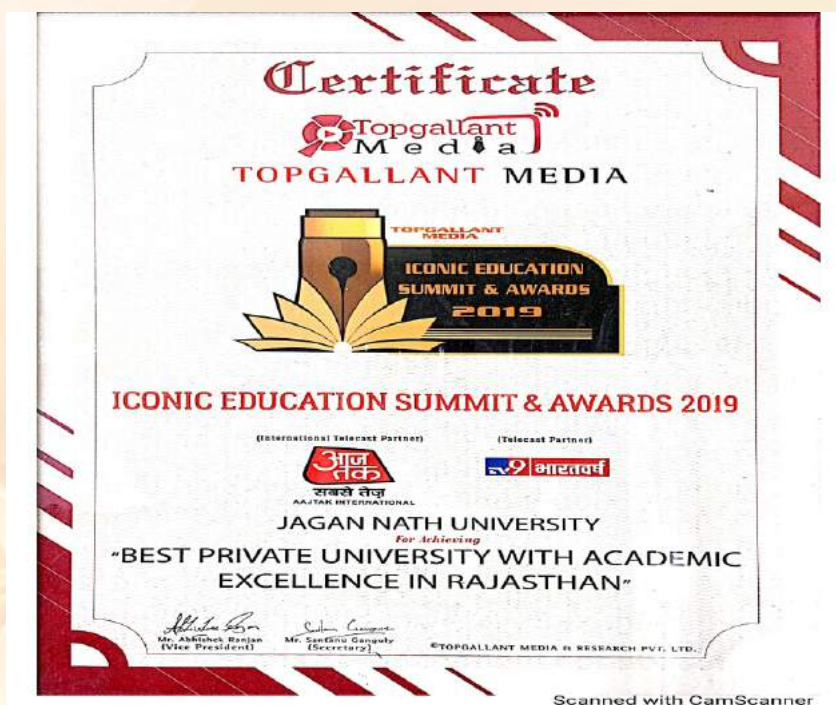 Certificate
Topgallant
Media
TOPGALLANT MEDIA
TOPGALLANT
MEDIA
ICONIC EDUCATION
SUMMIT & AWARDS
2019
ICONIC EDUCATION SUMMIT & AWARDS 2019
(International Telecast Partner) (Telecast Partner)
आज
तक
सबसे तेज़
AAJTAK INTERNATIONAL
TV9 भारतवर्ष
JAGAN NATH UNIVERSITY
For Achieving
"BEST PRIVATE UNIVERSITY WITH ACADEMIC
EXCELLENCE IN RAJASTHAN"
Mr. Abhishek Ranjan Mr. Santanu Ganguly
(Vice President) (Secretary) ©TOPGALLANT MEDIA & RESEARCH PVT. LTD.
Scanned with CamScanner